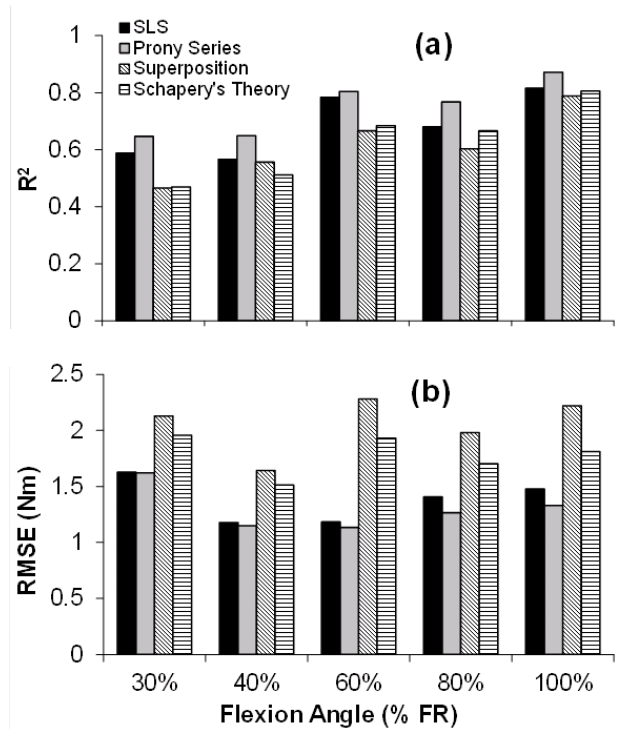 (a)
SLS
Prony Series
Superposition
Schapery's Theory
R²
1
0.8
0.6
0.4
0.2
0
(b)
RMSE (Nm)
2.5
2
1.5
1
0.5
0
30% 40% 60% 80% 100%
Flexion Angle (% FR)